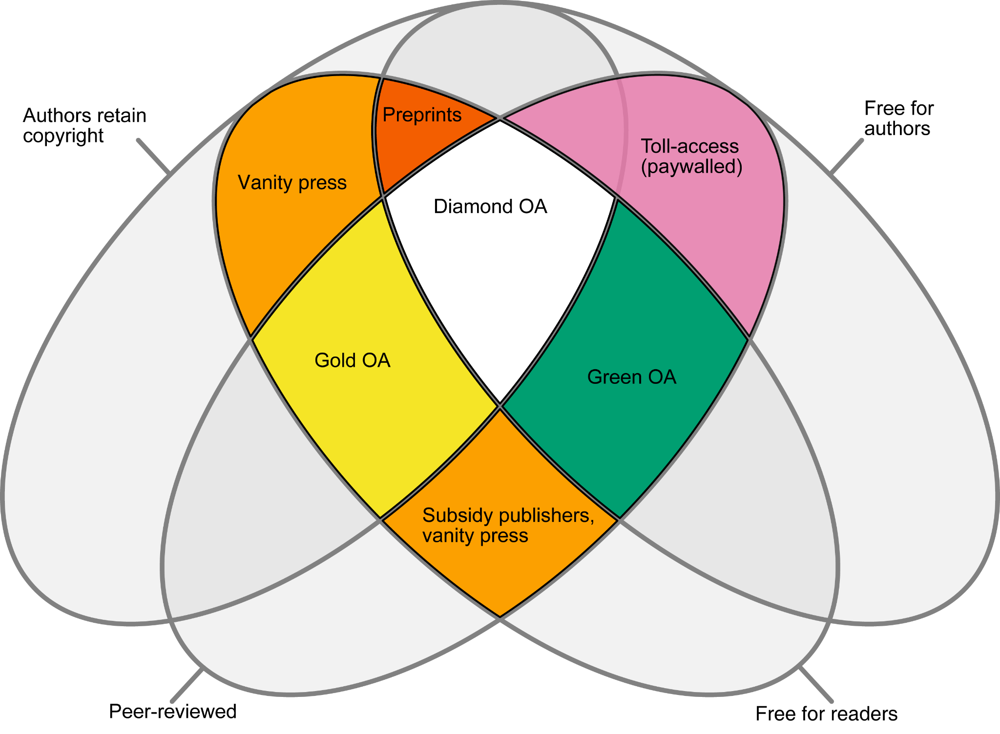 Authors retain
copyright
Free for
authors
Preprints
Toll-access
(paywalled)
Vanity press
Diamond OA
Gold OA
Green OA
Subsidy publishers,
vanity press
Peer-reviewed
Free for readers